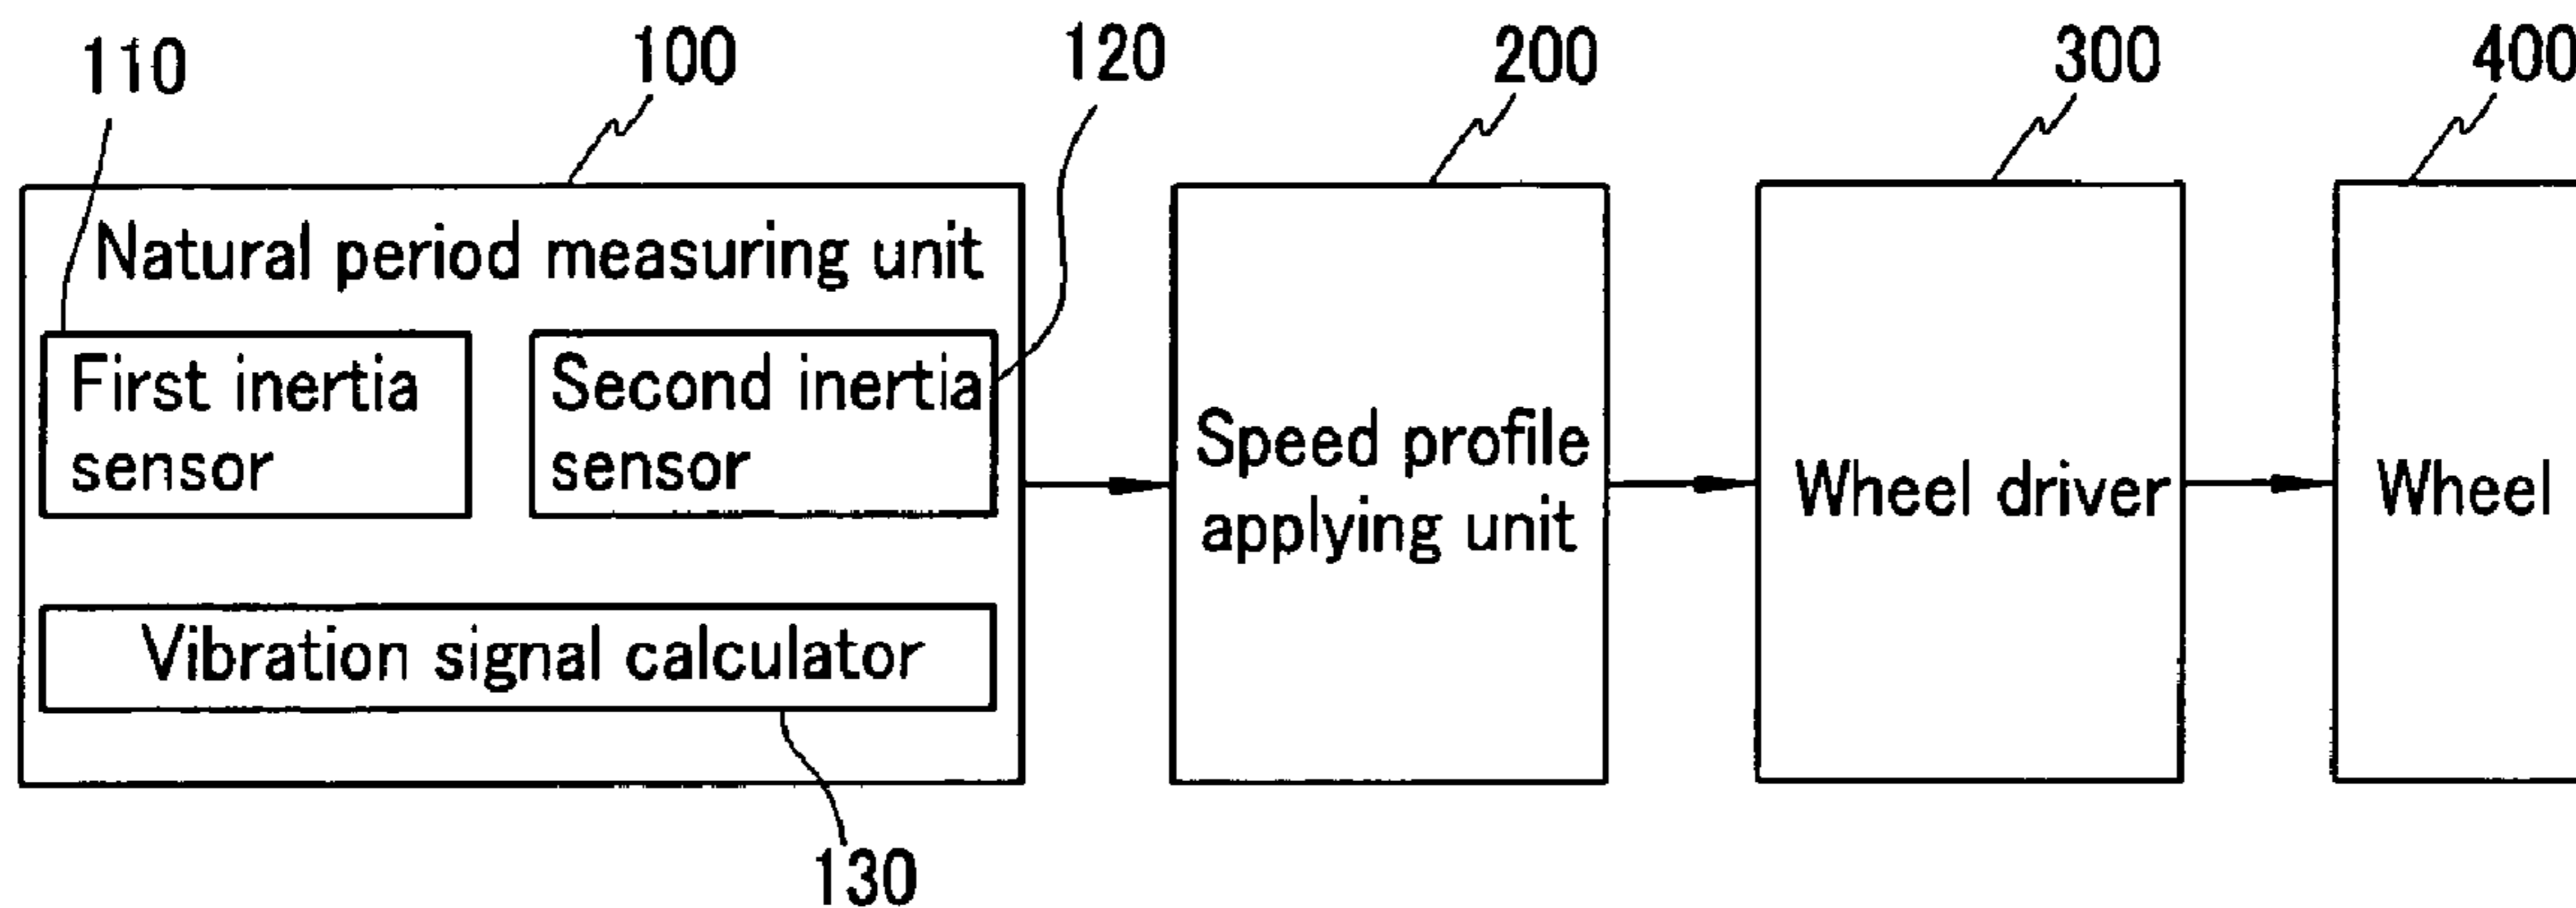 110
100
120
200
300
400
Natural period measuring unit
First inertia
sensor
Second inertia
sensor
Vibration signal calculator
130
Speed profile
applying unit
Wheel driver
Wheel